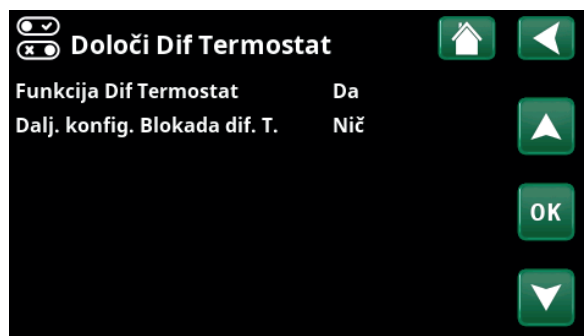 Določi Dif Termostat
Funkcija Dif Termostat Da
Dalj. konfig. Blokada dif. T. Nič
OK